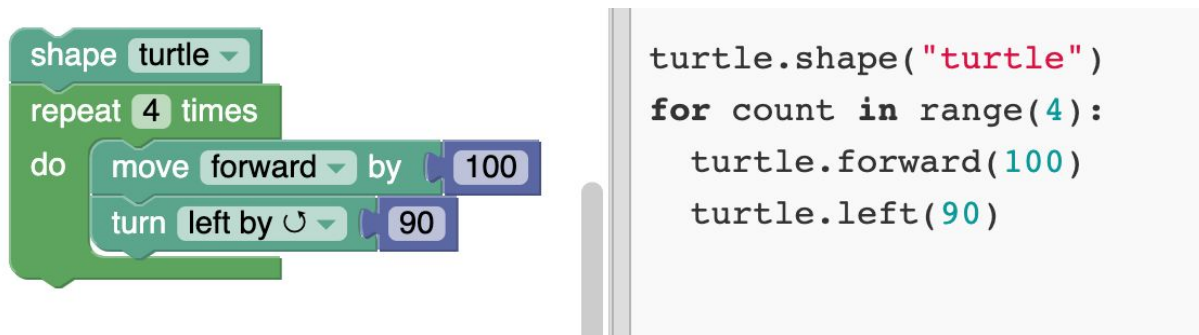 shape turtle
repeat 4 times
do move forward by 100
turn left by ↺ 90
turtle.shape("turtle")
for count in range(4):
  turtle.forward(100)
  turtle.left(90)